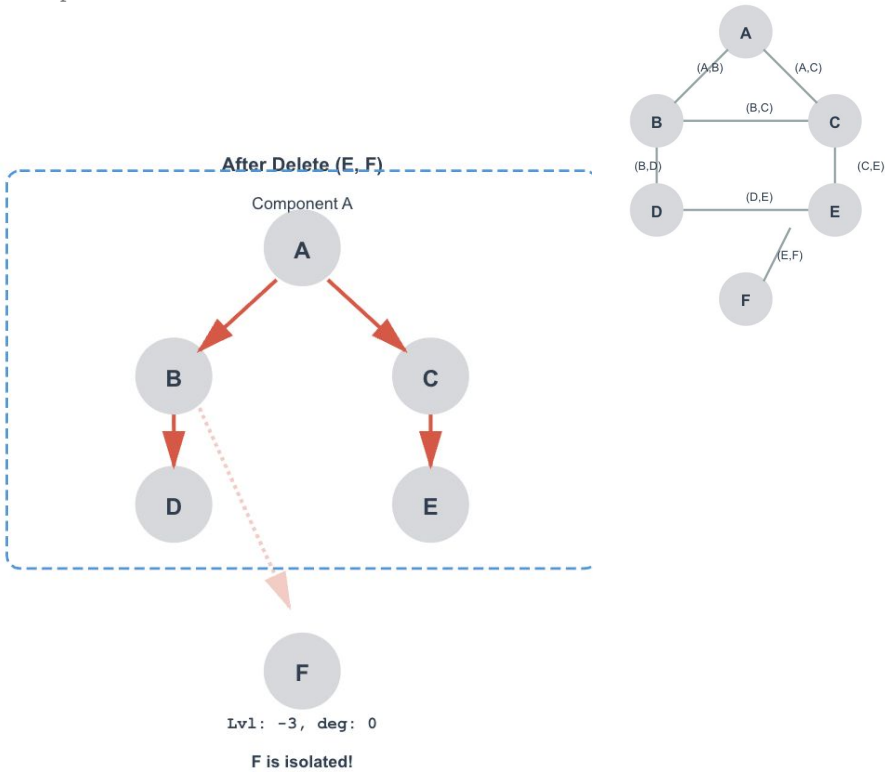 After Delete (E, F)
Component A
A
B
C
D
E
F
Lvl: -3, deg: 0
F is isolated!
A
(A,B)
(A,C)
B
(B,C)
C
(B,D)
(C,E)
D
(D,E)
E
(E,F)
F